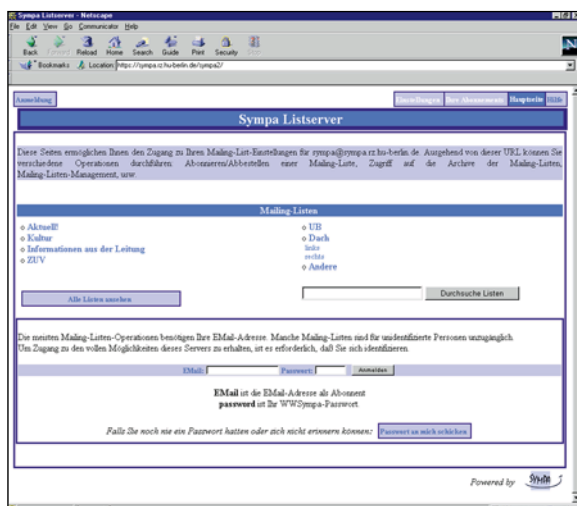 Sympa Listserver - Netscape
File Edit View Go Communicator Help
Back Forward Reload Home Search Guide Print Security Stop
Bookmarks Location: https://sympa.rz.hu-berlin.de/sympa2/
Anmeldung
Einstellungen Ihre Abonnements Hauptseite Hilfe
Sympa Listserver
Diese Seiten ermöglichen Ihnen den Zugang zu Ihren Mailing-List-Einstellungen für sympa@sympa.rz.hu-berlin.de. Ausgehend von dieser URL können Sie
verschiedene Operationen durchführen: Abonnieren/Abbestellen einer Mailing-Liste, Zugriff auf die Archive der Mailing-Listen,
Mailing-Listen-Management, usw.
Mailing-Listen
Aktuell!
Kultur
Informationen aus der Leitung
ZUV
UB
Dach
links
rechts
Andere
Alle Listen ansehen
Durchsuche Listen
Die meisten Mailing-Listen-Operationen benötigen Ihre EMail-Adresse. Manche Mailing-Listen sind für unidentifizierte Personen unzugänglich.
Um Zugang zu den vollen Möglichkeiten dieses Servers zu erhalten, ist es erforderlich, daß Sie sich identifizieren.
EMail: Passwort: Anmelden
EMail ist die EMail-Adresse als Abonnent
password ist Ihr WWSympa-Passwort.
Falls Sie noch nie ein Passwort hatten oder sich nicht erinnern können: Passwort an mich schicken
Powered by Sympa